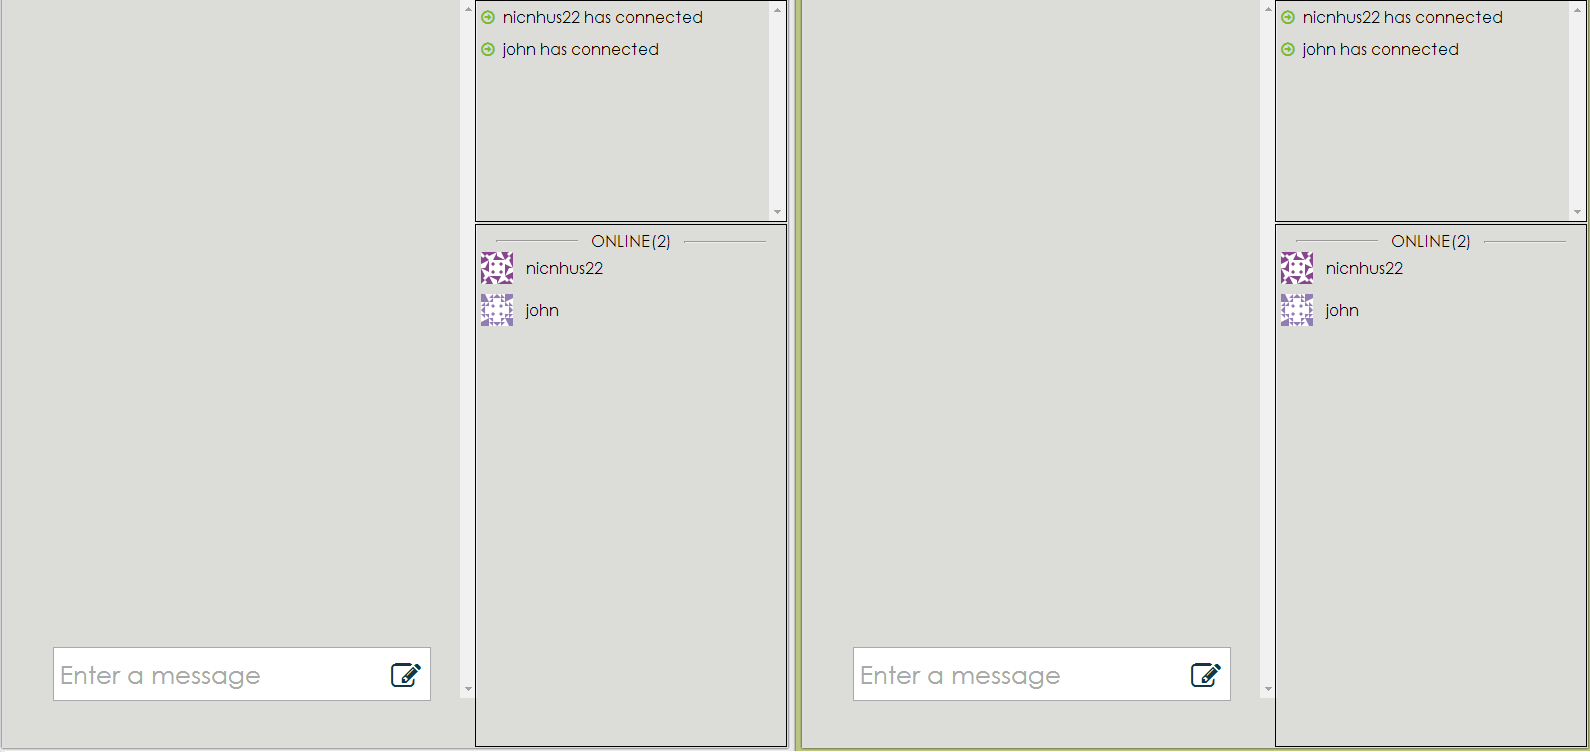 nicnhus22 has connected
john has connected
ONLINE(2)
nicnhus22
john
Enter a message
nicnhus22 has connected
john has connected
ONLINE(2)
nicnhus22
john
Enter a message